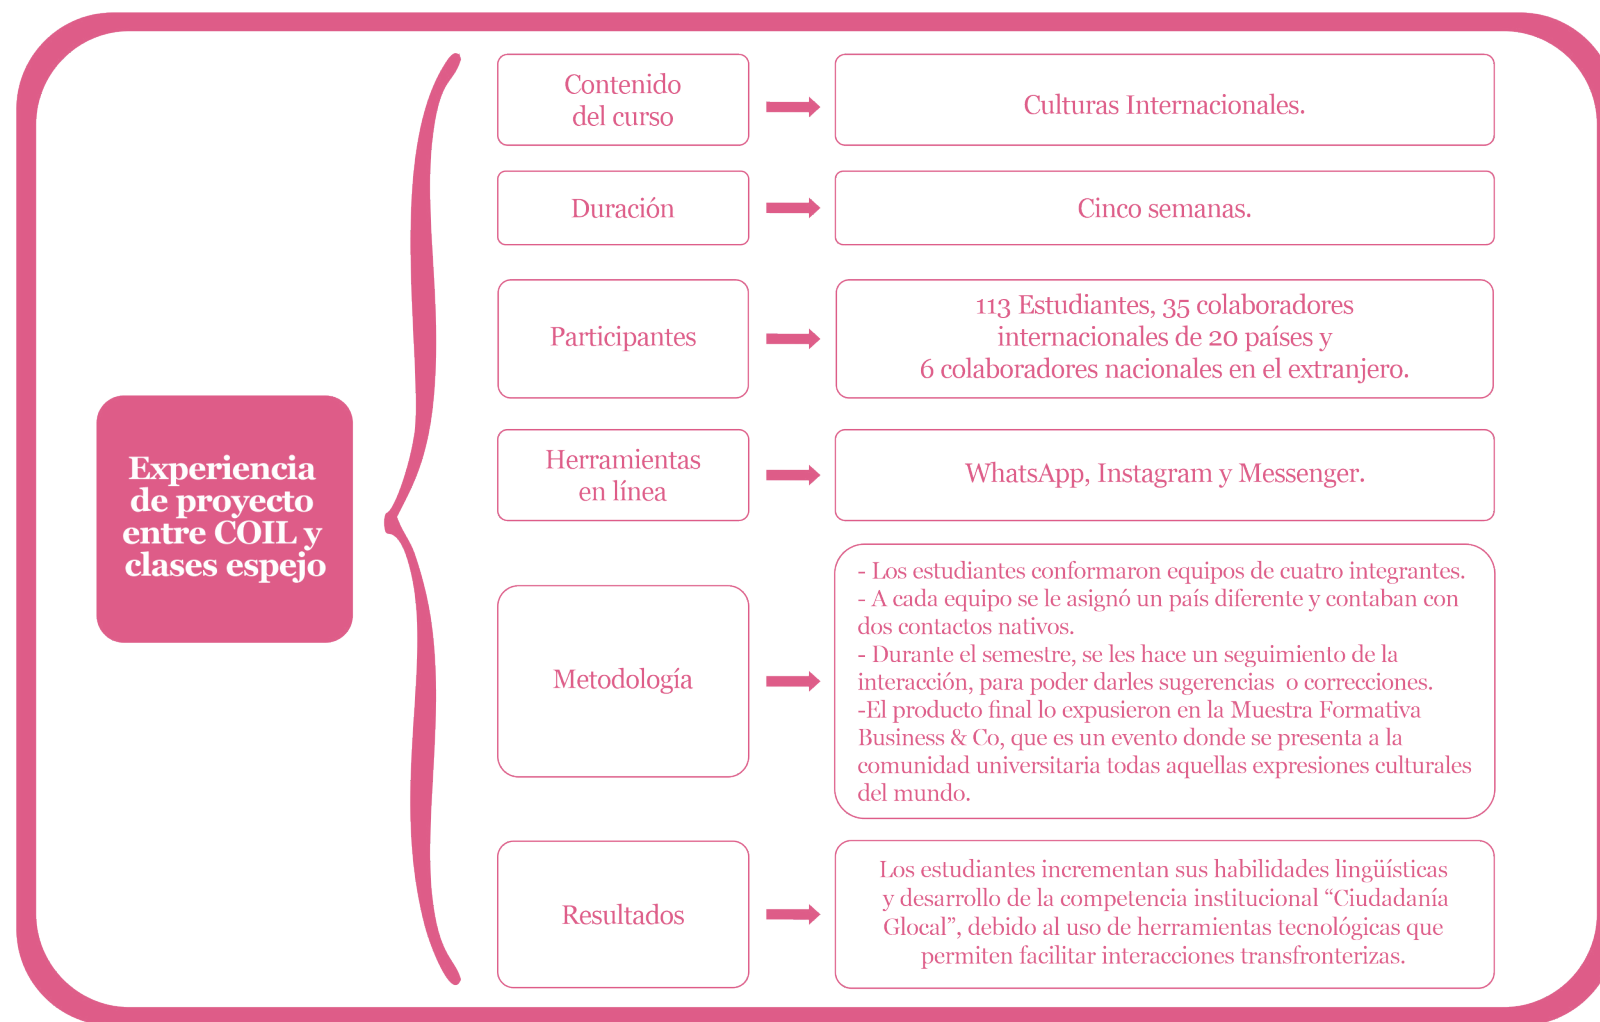 Experiencia
de proyecto
entre COIL y
clases espejo
Contenido
del curso
Culturas Internacionales.
Duración
Cinco semanas.
Participantes
113 Estudiantes, 35 colaboradores
internacionales de 20 países y
6 colaboradores nacionales en el extranjero.
Herramientas
en línea
WhatsApp, Instagram y Messenger.
Metodología
- Los estudiantes conformaron equipos de cuatro integrantes.
- A cada equipo se le asignó un país diferente y contaban con
dos contactos nativos.
- Durante el semestre, se les hace un seguimiento de la
interacción, para poder darles sugerencias  o correcciones.
-El producto final lo expusieron en la Muestra Formativa
Business & Co, que es un evento donde se presenta a la
comunidad universitaria todas aquellas expresiones culturales
del mundo.
Resultados
Los estudiantes incrementan sus habilidades lingüísticas
y desarrollo de la competencia institucional “Ciudadanía
Glocal”, debido al uso de herramientas tecnológicas que
permiten facilitar interacciones transfronterizas.